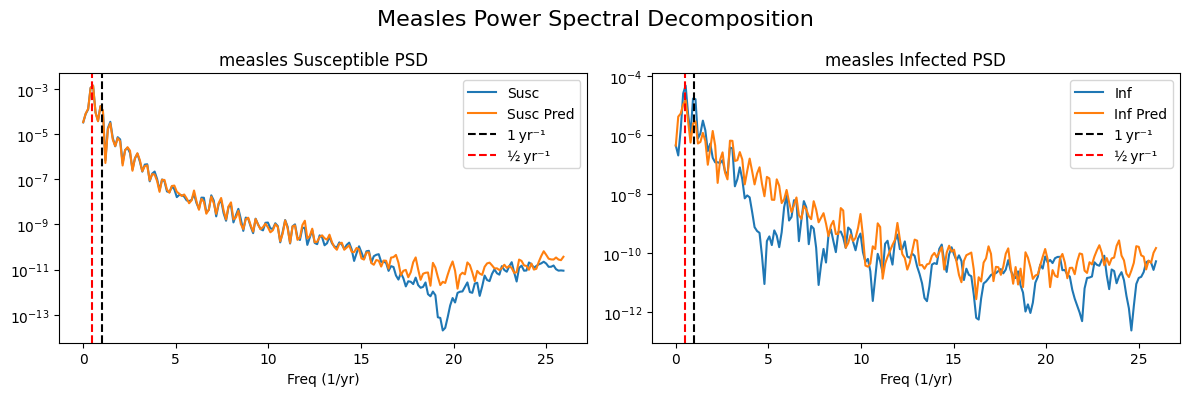 Measles Power Spectral Decomposition
measles Susceptible PSD
10⁻³
10⁻⁵
10⁻⁷
10⁻⁹
10⁻¹¹
10⁻¹³
0 5 10 15 20 25
Freq (1/yr)
Susc
Susc Pred
1 yr⁻¹
½ yr⁻¹
measles Infected PSD
10⁻⁴
10⁻⁶
10⁻⁸
10⁻¹⁰
10⁻¹²
0 5 10 15 20 25
Freq (1/yr)
Inf
Inf Pred
1 yr⁻¹
½ yr⁻¹